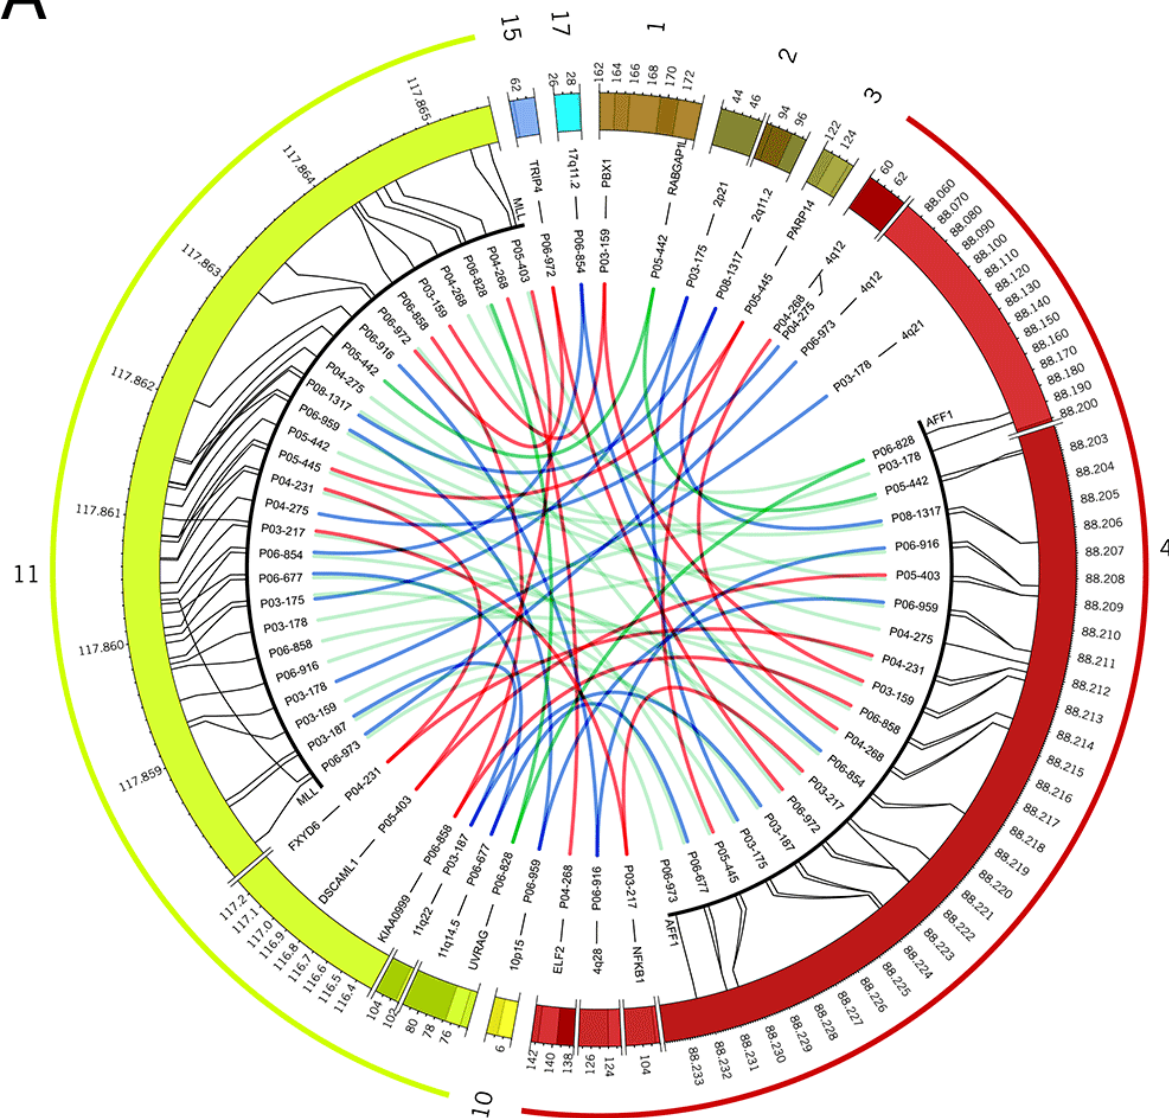 A
15
17
1
2
3
4
10
11
62
26
28
162
164
166
168
170
172
44
46
94
96
122
124
60
62
88.060
88.070
88.080
88.090
88.100
88.110
88.120
88.130
88.140
88.150
88.160
88.170
88.180
88.190
88.200
88.203
88.204
88.205
88.206
88.207
88.208
88.209
88.210
88.211
88.212
88.213
88.214
88.215
88.216
88.217
88.218
88.219
88.220
88.221
88.222
88.223
88.224
88.225
88.226
88.227
88.228
88.229
88.230
88.231
88.232
88.233
104
124
126
138
140
142
6
76
78
80
102
104
116.4
116.5
116.6
116.7
116.8
116.9
117.0
117.1
117.2
117.859
117.860
117.861
117.862
117.863
117.864
117.865
MLL
TRIP4
17q11.2
PBX1
RABGAP1L
2p21
2q11.2
PARP14
4q12
4q12
4q21
AFF1
P06-972
P06-854
P03-159
P05-442
P03-175
P08-1317
P05-445
P04-268
P04-275
P06-973
P03-178
P06-828
P03-178
P05-442
P08-1317
P06-916
P05-403
P06-959
P04-275
P04-231
P03-159
P06-858
P04-268
P06-854
P03-217
P06-972
P03-187
P03-175
P05-445
P06-677
P06-973
AFF1
P03-217
NFKB1
P06-916
4q28
P04-268
ELF2
P06-959
10p15
P06-828
UVRAG
P06-677
11q14.5
P03-187
11q22
P06-858
KIAA0999
P05-403
DSCAML1
P04-231
FXYD6
MLL
P06-973
P03-187
P03-159
P03-178
P06-916
P06-858
P03-178
P03-175
P06-677
P06-854
P03-217
P04-275
P04-231
P05-445
P05-442
P06-959
P08-1317
P04-275
P05-442
P06-916
P06-972
P06-858
P03-159
P04-268
P06-828
P04-268
P05-403